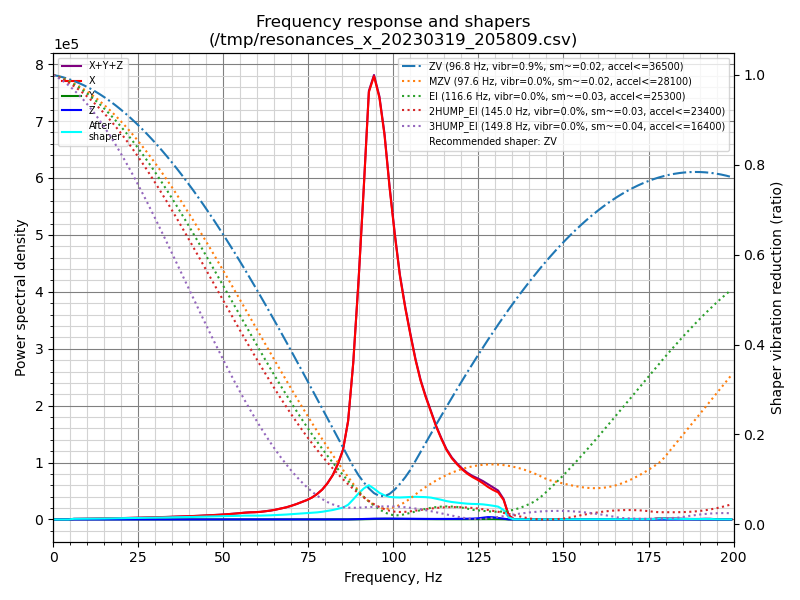 Frequency response and shapers
(/tmp/resonances_x_20230319_205809.csv)
1e5
X+Y+Z
X
Y
Z
After
shaper
ZV (96.8 Hz, vibr=0.9%, sm~=0.02, accel<=36500)
MZV (97.6 Hz, vibr=0.0%, sm~=0.02, accel<=28100)
EI (116.6 Hz, vibr=0.0%, sm~=0.03, accel<=25300)
2HUMP_EI (145.0 Hz, vibr=0.0%, sm~=0.03, accel<=23400)
3HUMP_EI (149.8 Hz, vibr=0.0%, sm~=0.04, accel<=16400)
Recommended shaper: ZV
Power spectral density
8
7
6
5
4
3
2
1
0
1.0
0.8
0.6
0.4
0.2
0.0
Shaper vibration reduction (ratio)
0 25 50 75 100 125 150 175 200
Frequency, Hz